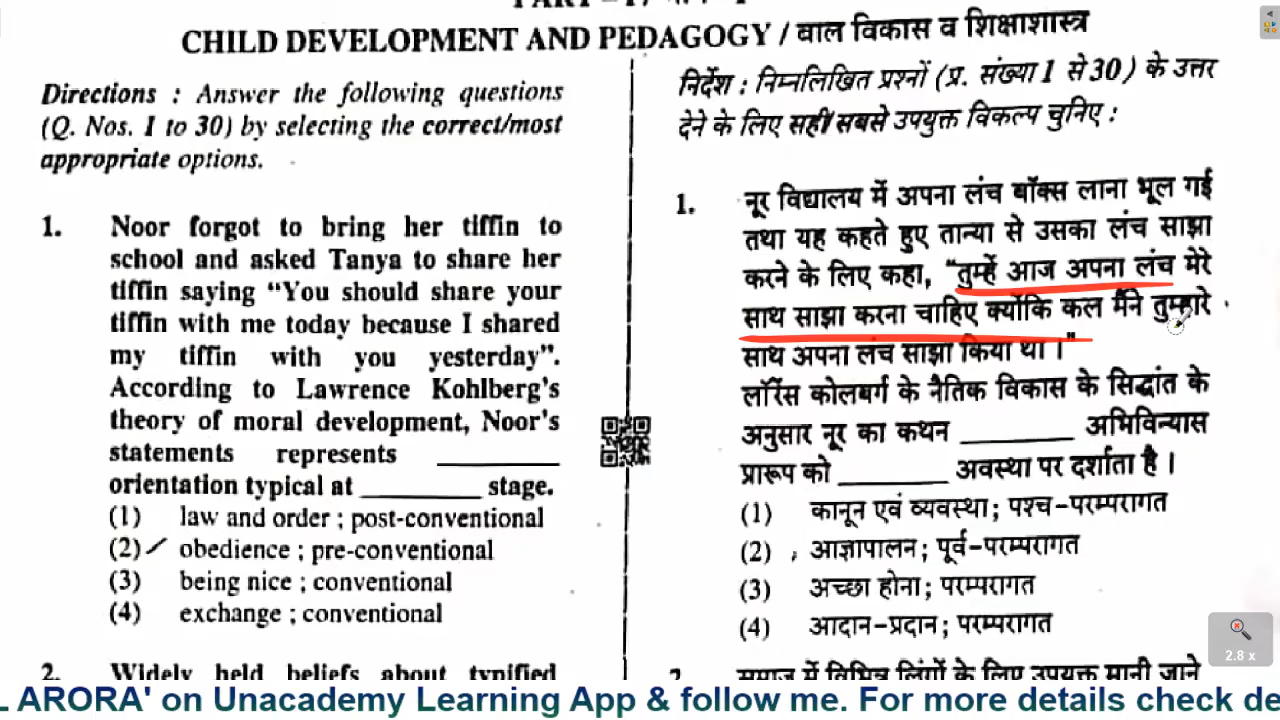 CHILD DEVELOPMENT AND PEDAGOGY / बाल विकास व शिक्षाशास्त्र
Directions : Answer the following questions
(Q. Nos. 1 to 30) by selecting the correct/most
appropriate options.
1. Noor forgot to bring her tiffin to
school and asked Tanya to share her
tiffin saying “You should share your
tiffin with me today because I shared
my tiffin with you yesterday”.
According to Lawrence Kohlberg's
theory of moral development, Noor's
statements represents ________
orientation typical at ________ stage.
(1) law and order ; post-conventional
(2) obedience ; pre-conventional
(3) being nice ; conventional
(4) exchange ; conventional
2. Widely held beliefs about typified
निर्देश : निम्नलिखित प्रश्नों (प्र. संख्या 1 से 30) के उत्तर
देने के लिए सही/सबसे उपयुक्त विकल्प चुनिए :
1. नूर विद्यालय में अपना लंच बॉक्स लाना भूल गई
तथा यह कहते हुए तान्या से उसका लंच साझा
करने के लिए कहा, “तुम्हें आज अपना लंच मेरे
साथ साझा करना चाहिए क्योंकि कल मैंने तुम्हारे
साथ अपना लंच साझा किया था ।”
लॉरेंस कोलबर्ग के नैतिक विकास के सिद्धांत के
अनुसार नूर का कथन ________ अभिविन्यास
प्रारूप को ________ अवस्था पर दर्शाता है ।
(1) कानून एवं व्यवस्था ; पश्च-परम्परागत
(2) आज्ञापालन ; पूर्व-परम्परागत
(3) अच्छा होना ; परम्परागत
(4) आदान-प्रदान ; परम्परागत
समाज में विभिन्न लिंगों के लिए उपयुक्त मानी जाने
2.8 x
L ARORA' on Unacademy Learning App & follow me. For more details check de